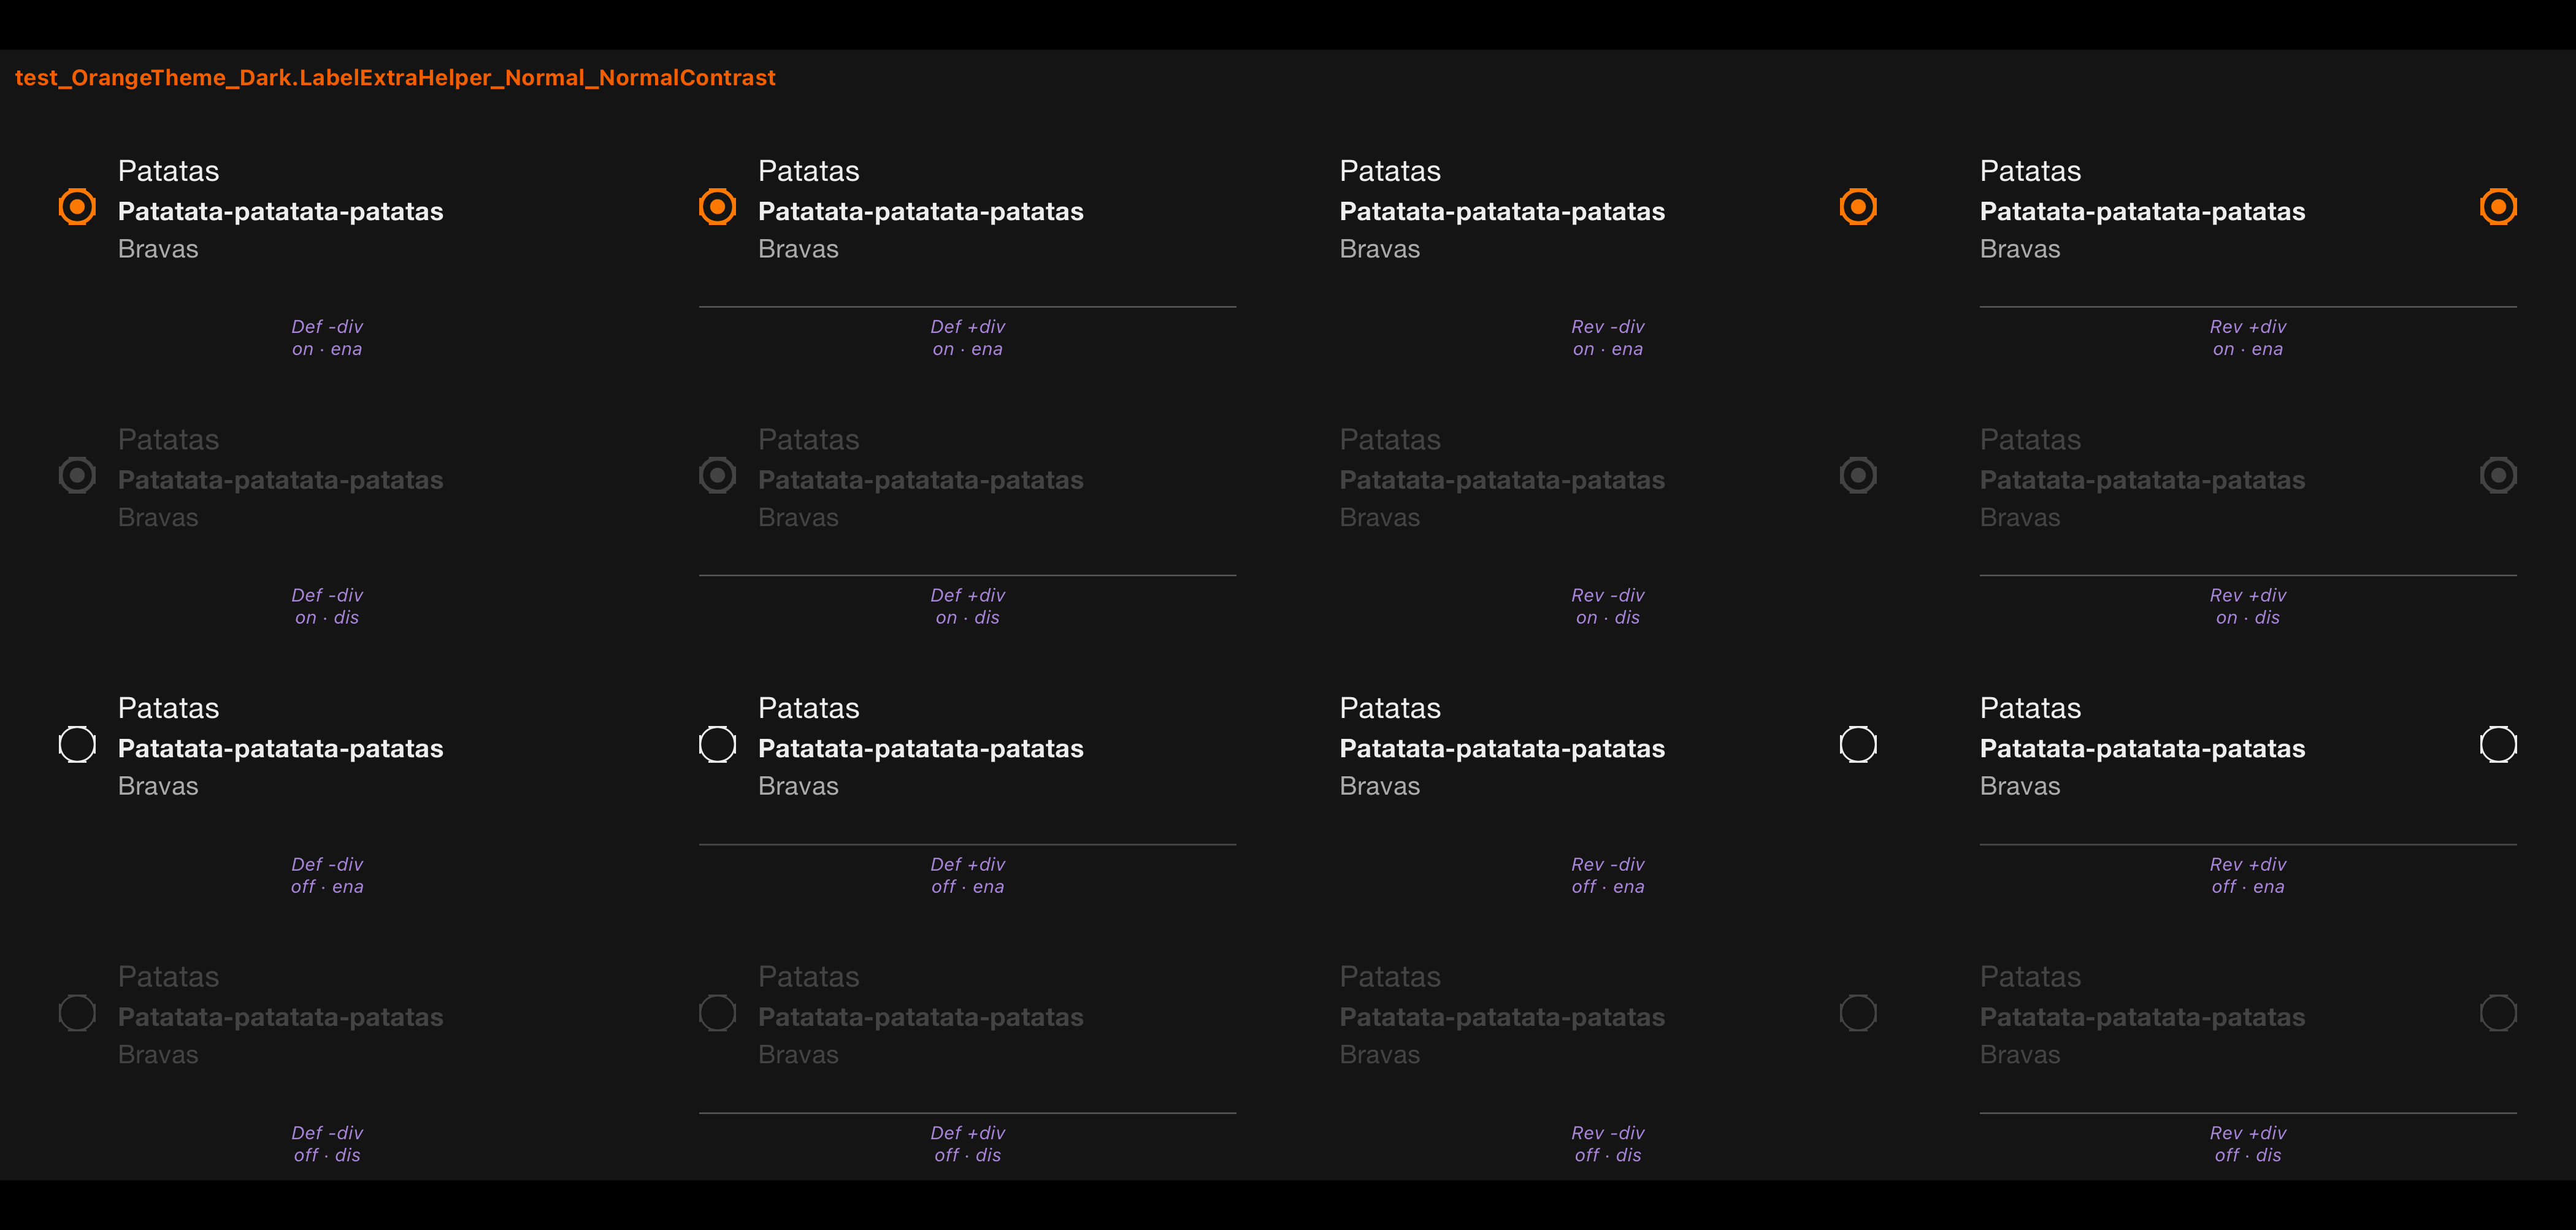 test_OrangeTheme_Dark.LabelExtraHelper_Normal_NormalContrast
Patatas
Patatata-patatata-patatas
Bravas
Def -div
on · ena
Patatas
Patatata-patatata-patatas
Bravas
Def +div
on · ena
Patatas
Patatata-patatata-patatas
Bravas
Rev -div
on · ena
Patatas
Patatata-patatata-patatas
Bravas
Rev +div
on · ena
Patatas
Patatata-patatata-patatas
Bravas
Def -div
on · dis
Patatas
Patatata-patatata-patatas
Bravas
Def +div
on · dis
Patatas
Patatata-patatata-patatas
Bravas
Rev -div
on · dis
Patatas
Patatata-patatata-patatas
Bravas
Rev +div
on · dis
Patatas
Patatata-patatata-patatas
Bravas
Def -div
off · ena
Patatas
Patatata-patatata-patatas
Bravas
Def +div
off · ena
Patatas
Patatata-patatata-patatas
Bravas
Rev -div
off · ena
Patatas
Patatata-patatata-patatas
Bravas
Rev +div
off · ena
Patatas
Patatata-patatata-patatas
Bravas
Def -div
off · dis
Patatas
Patatata-patatata-patatas
Bravas
Def +div
off · dis
Patatas
Patatata-patatata-patatas
Bravas
Rev -div
off · dis
Patatas
Patatata-patatata-patatas
Bravas
Rev +div
off · dis